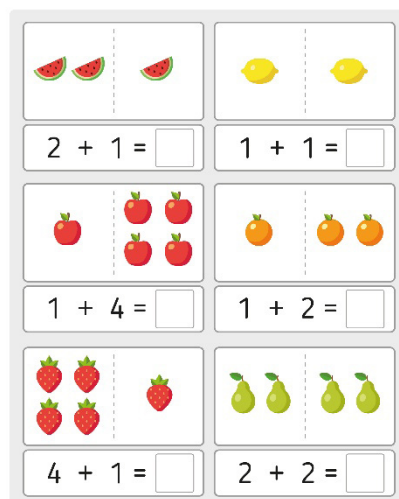 2 + 1 =
1 + 1 =
1 + 4 =
1 + 2 =
4 + 1 =
2 + 2 =